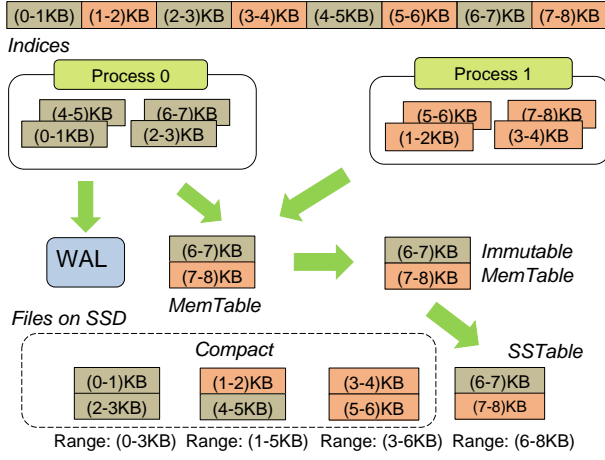 (0-1KB) (1-2)KB (2-3)KB (3-4)KB (4-5)KB (5-6)KB (6-7)KB (7-8)KB
Indices
Process 0
Process 1
(4-5)KB (6-7)KB
(0-1KB) (2-3)KB
(5-6)KB (7-8)KB
(1-2KB) (3-4)KB
WAL
(6-7)KB
(7-8)KB
MemTable
(6-7)KB
(7-8)KB
Immutable
MemTable
Files on SSD
Compact
SSTable
(0-1)KB (1-2)KB (3-4)KB (6-7)KB
(2-3KB) (4-5KB) (5-6)KB (7-8)KB
Range: (0-3KB) Range: (1-5KB) Range: (3-6KB) Range: (6-8KB)